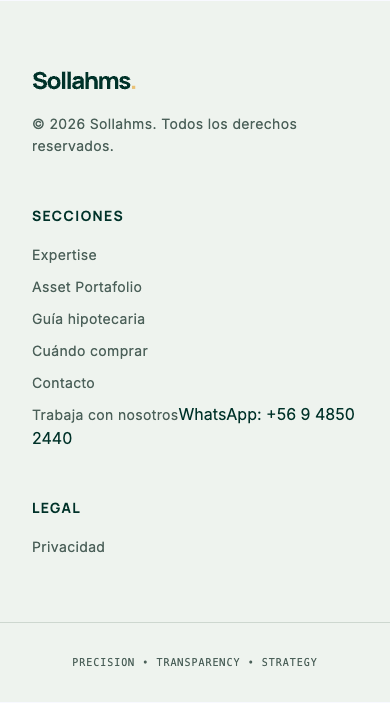 Sollahms.
© 2026 Sollahms. Todos los derechos
reservados.
SECCIONES
Expertise
Asset Portafolio
Guía hipotecaria
Cuándo comprar
Contacto
Trabaja con nosotrosWhatsApp: +56 9 4850
2440
LEGAL
Privacidad
PRECISION • TRANSPARENCY • STRATEGY